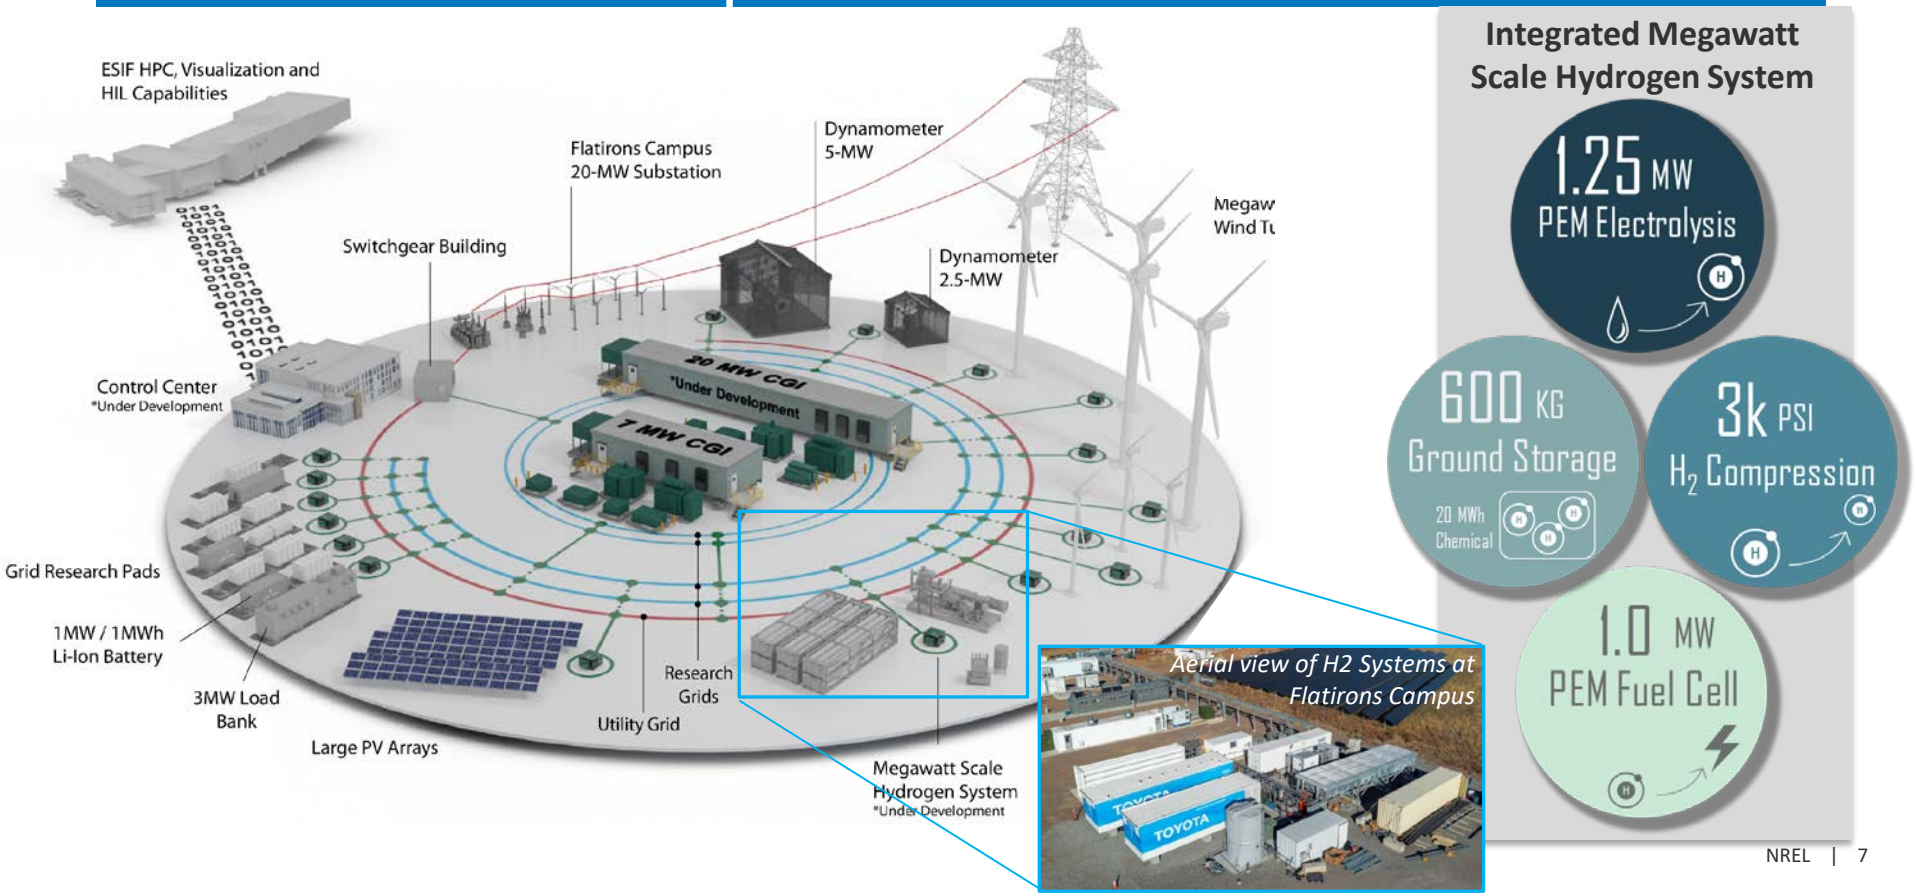 ESIF HPC, Visualization and
HIL Capabilities
Flatirons Campus
20-MW Substation
Dynamometer
5-MW
Switchgear Building
Dynamometer
2.5-MW
Wind
Control Center
*Under Development
20 MW CGI
*Under Development
7 MW CGI
Grid Research Pads
1MW / 1MWh
Li-Ion Battery
3MW Load
Bank
Large PV Arrays
Utility Grid
Research
Grids
Megawatt Scale
Hydrogen System
*Under Development
Aerial view of H2 Systems at
Flatirons Campus
TOYOTA
TOYOTA
Integrated Megawatt
Scale Hydrogen System
1.25 MW
PEM Electrolysis
H
600 KG
Ground Storage
20 MWh
Chemical
H
H
H
3k PSI
H₂ Compression
H
H
1.0 MW
PEM Fuel Cell
H
NREL | 7